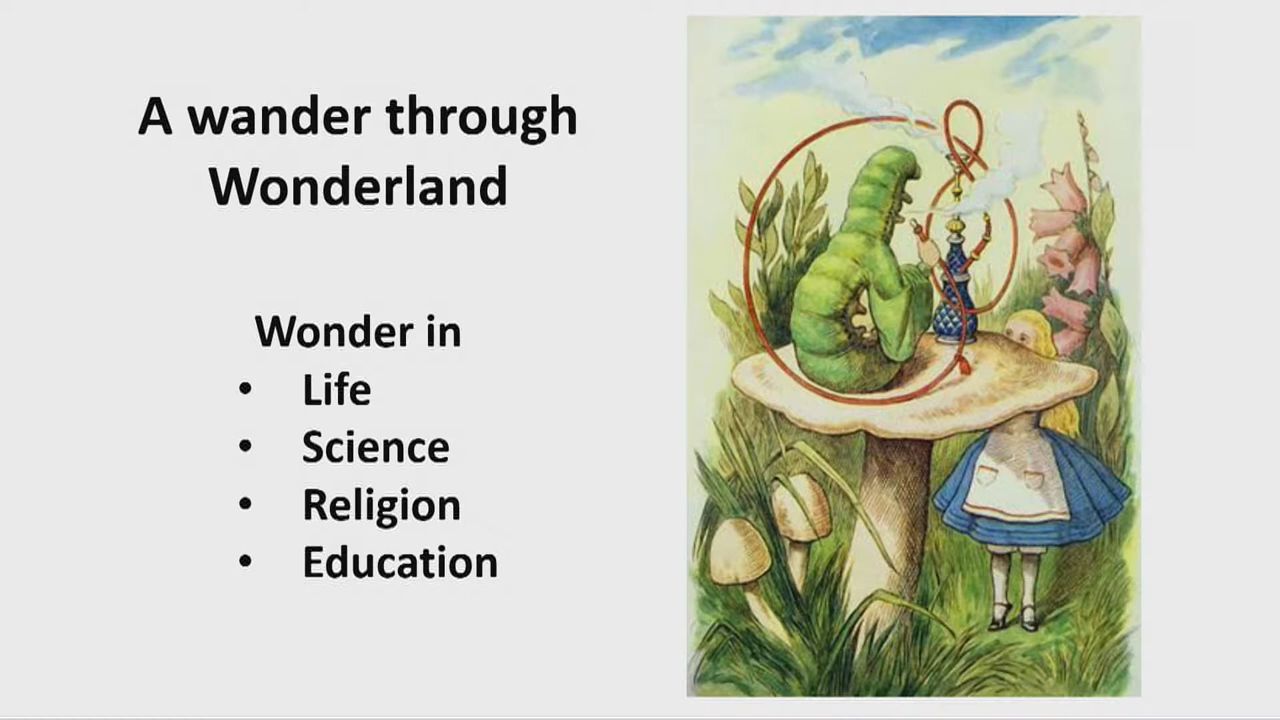 A wander through
Wonderland
Wonder in
• Life
• Science
• Religion
• Education